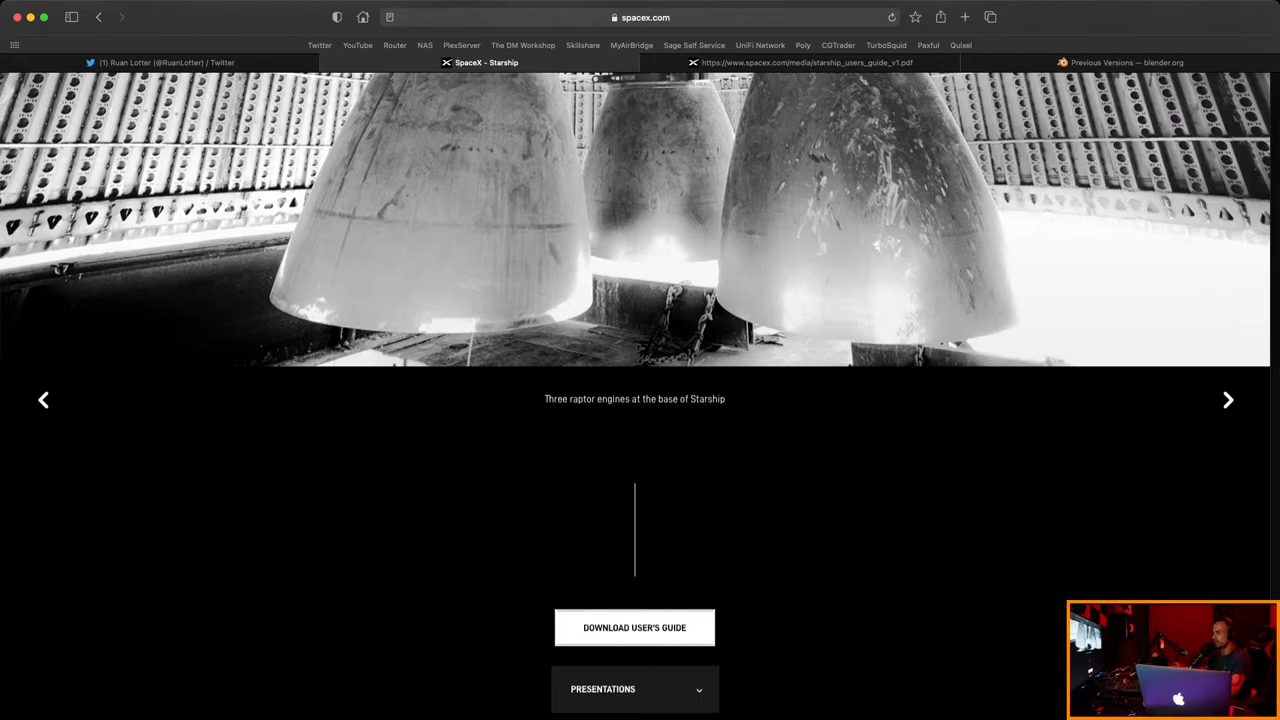 spacex.com
Twitter YouTube Router NAS PlexServer The DM Workshop Skillshare MyAirBridge Sage Self Service UniFi Network Poly CGTrader TurboSquid Paxful Quixel
(1) Ruan Lotter (@RuanLotter) / Twitter
SpaceX - Starship
https://www.spacex.com/media/starship_users_guide_v1.pdf
Previous Versions — blender.org
Three raptor engines at the base of Starship
DOWNLOAD USER'S GUIDE
PRESENTATIONS